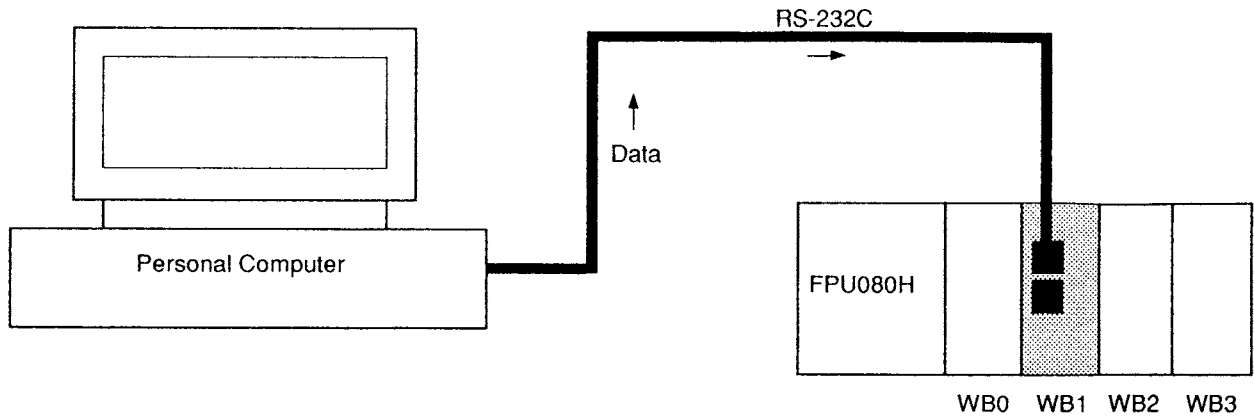 RS-232C
Data
Personal Computer
FPU080H
WB0 WB1 WB2 WB3